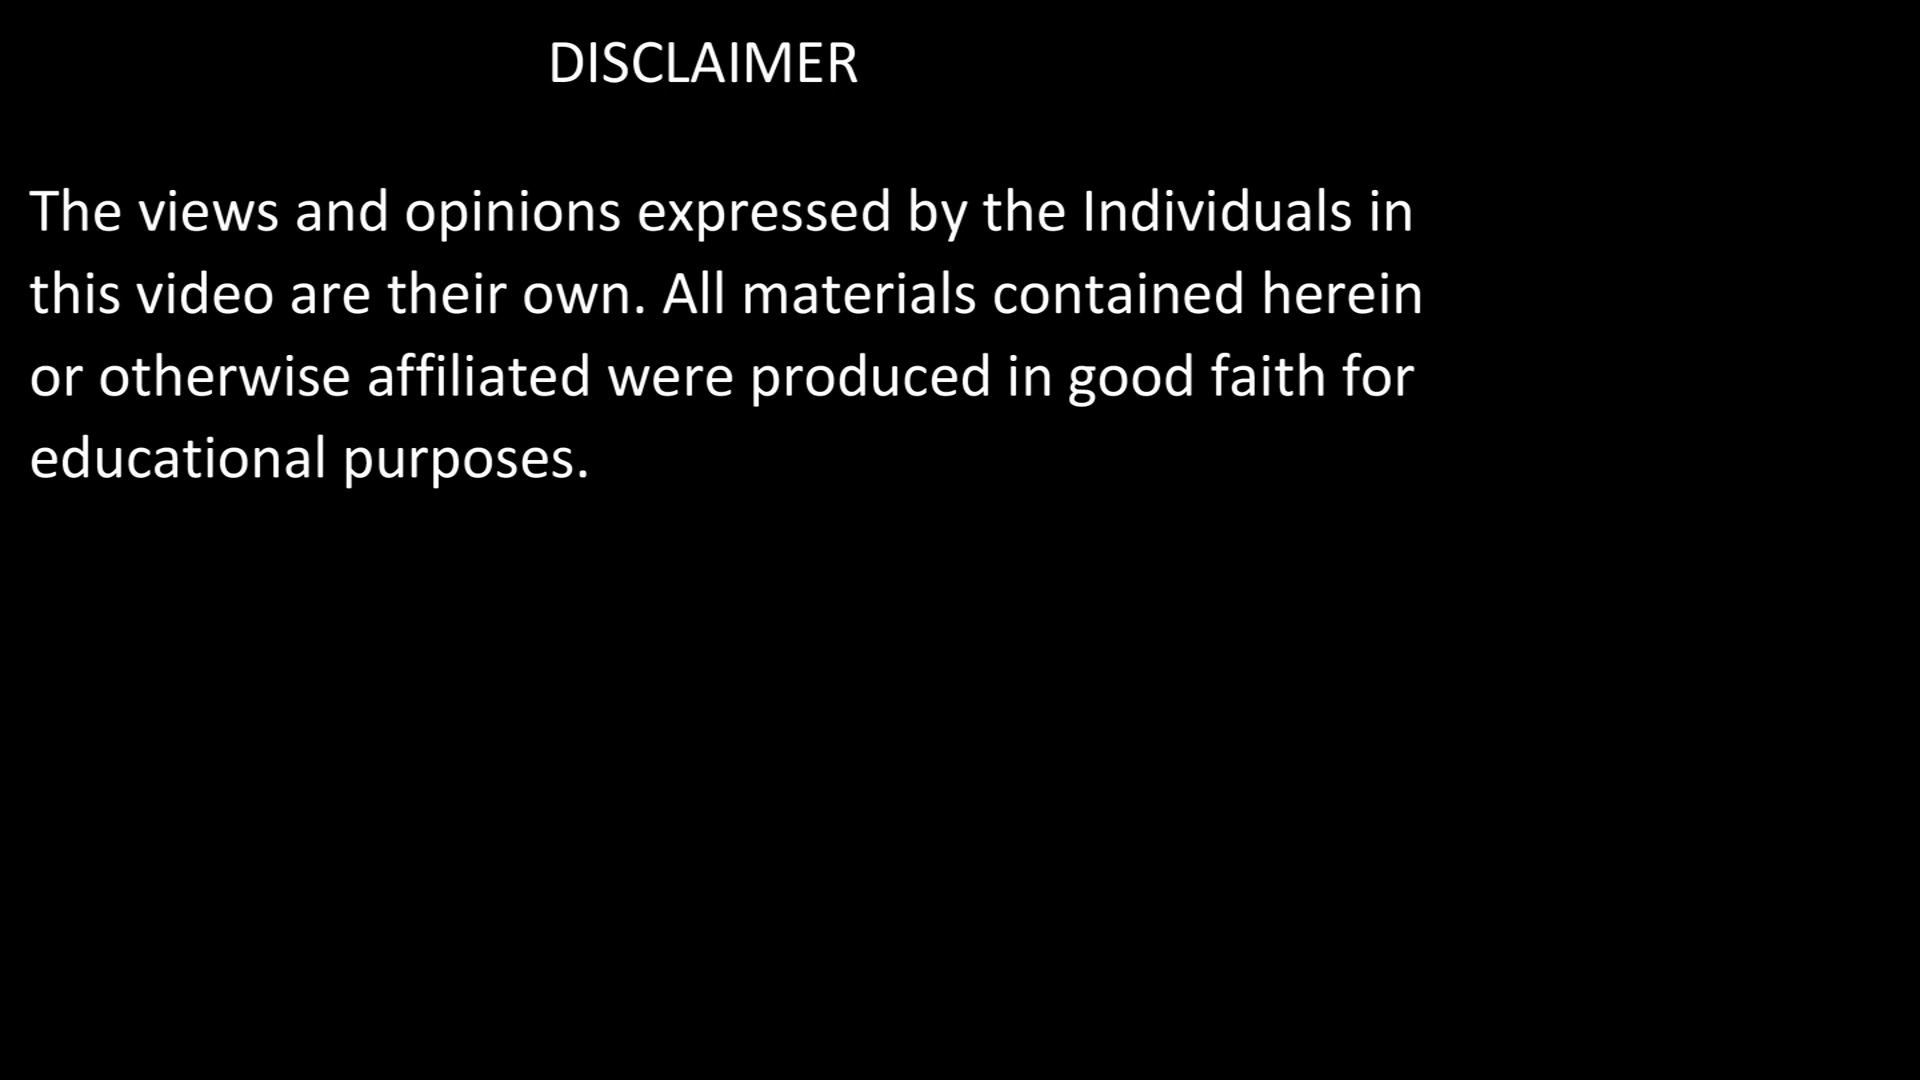 DISCLAIMER
The views and opinions expressed by the Individuals in
this video are their own. All materials contained herein
or otherwise affiliated were produced in good faith for
educational purposes.